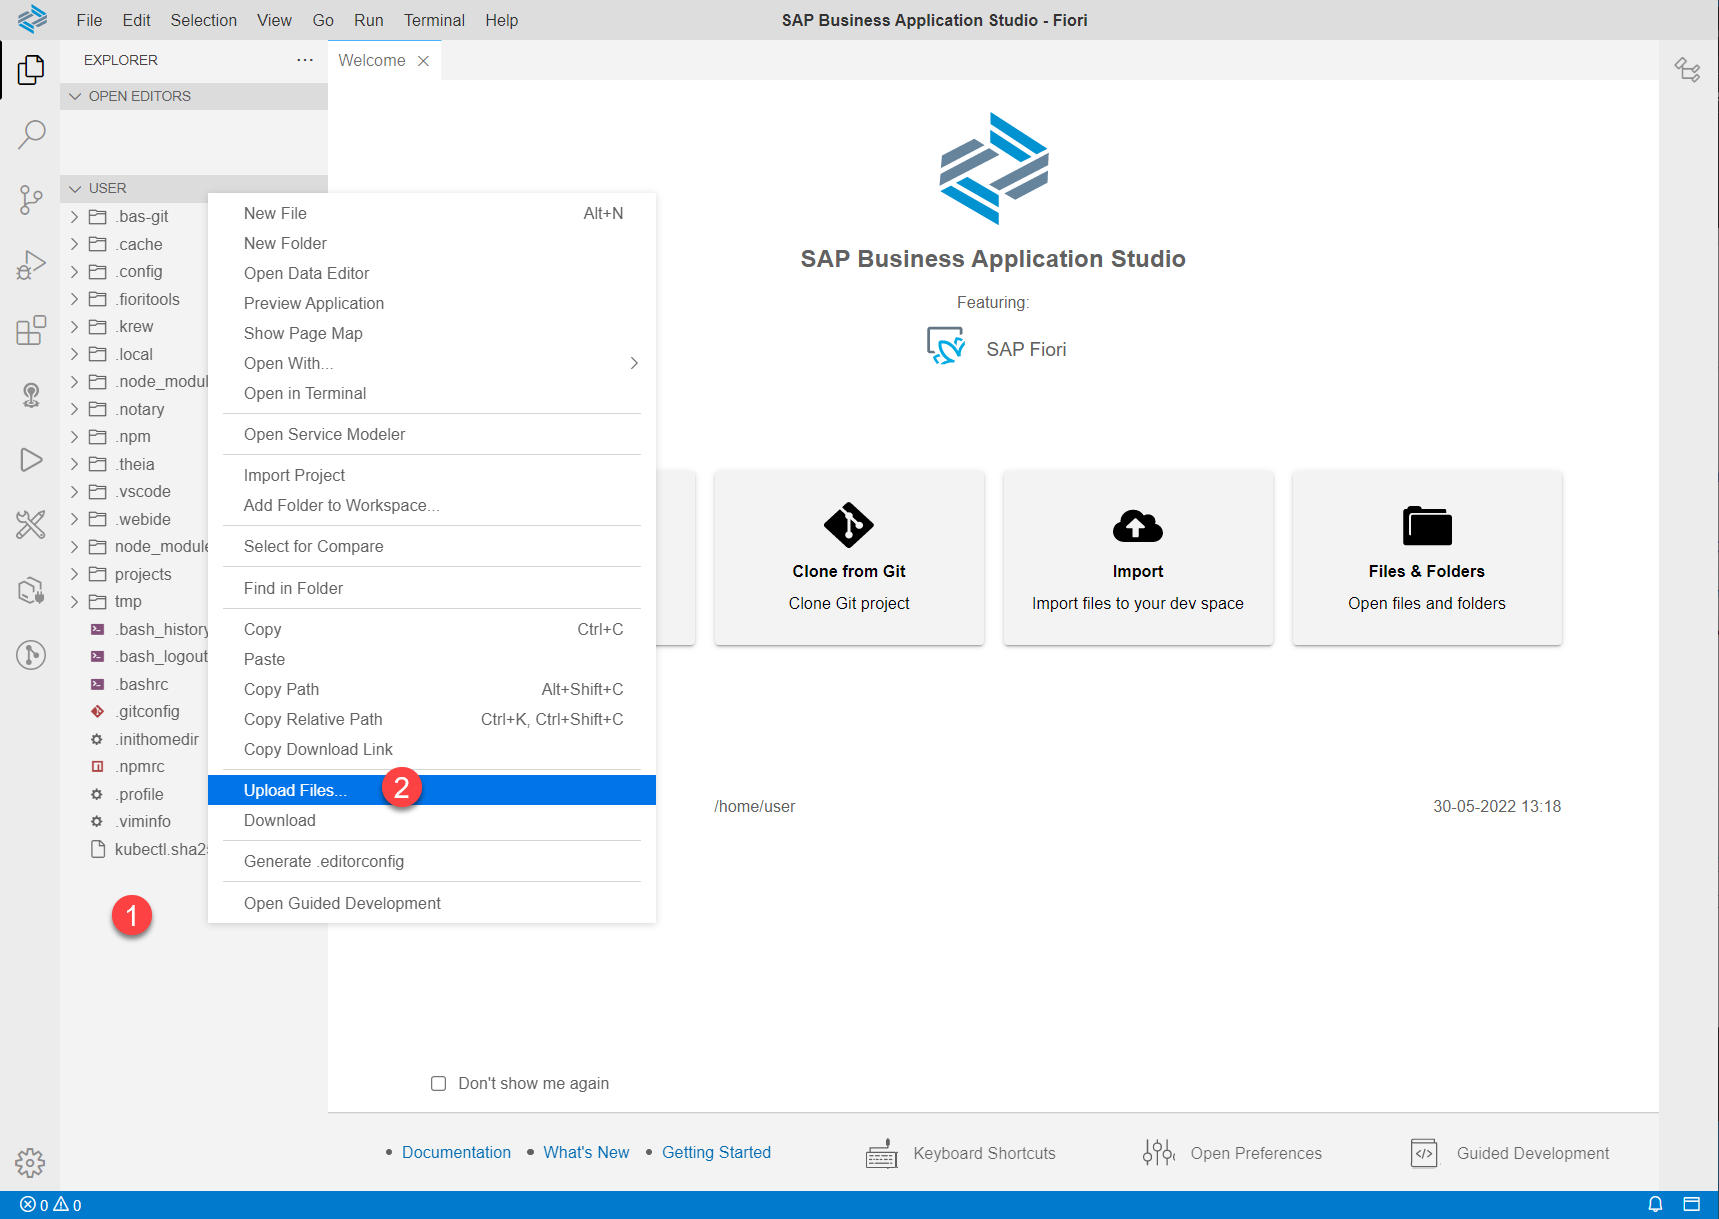 File Edit Selection View Go Run Terminal Help
SAP Business Application Studio - Fiori
EXPLORER
Welcome
OPEN EDITORS
USER
.bas-git
.cache
.config
.fioritools
.krew
.local
.node_modul
.notary
.npm
.theia
.vscode
.webide
node_module
projects
tmp
.bash_history
.bash_logout
.bashrc
.gitconfig
.inithomedir
.npmrc
.profile
.viminfo
kubectl.sha25
1
New File Alt+N
New Folder
Open Data Editor
Preview Application
Show Page Map
Open With...
Open in Terminal
Open Service Modeler
Import Project
Add Folder to Workspace...
Select for Compare
Find in Folder
Copy Ctrl+C
Paste
Copy Path Alt+Shift+C
Copy Relative Path Ctrl+K, Ctrl+Shift+C
Copy Download Link
Upload Files... 2
Download
Generate .editorconfig
Open Guided Development
SAP Business Application Studio
Featuring:
SAP Fiori
Clone from Git
Clone Git project
Import
Import files to your dev space
Files & Folders
Open files and folders
/home/user 30-05-2022 13:18
Don't show me again
• Documentation • What's New • Getting Started
Keyboard Shortcuts
Open Preferences
Guided Development
0 0